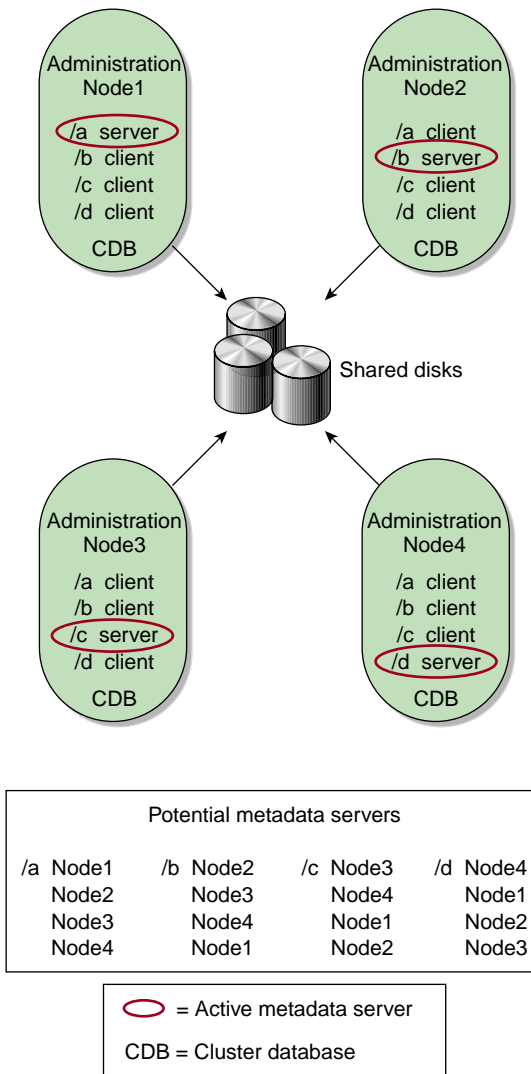 Administration
Node1
/a server
/b client
/c client
/d client
CDB
Administration
Node2
/a client
/b server
/c client
/d client
CDB
Shared disks
Administration
Node3
/a client
/b client
/c server
/d client
CDB
Administration
Node4
/a client
/b client
/c client
/d server
CDB
Potential metadata servers
/a Node1 /b Node2 /c Node3 /d Node4
Node2 Node3 Node4 Node1
Node3 Node4 Node1 Node2
Node4 Node1 Node2 Node3
= Active metadata server
CDB = Cluster database